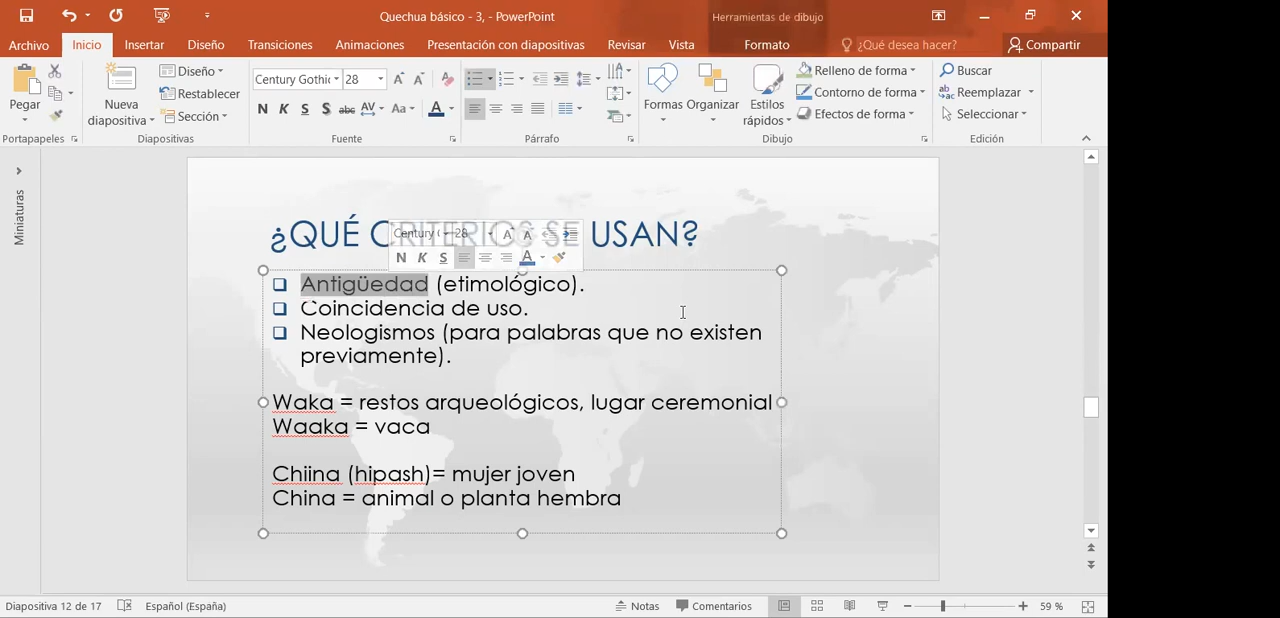 Quechua básico - 3, - PowerPoint
Herramientas de dibujo
Archivo Inicio Insertar Diseño Transiciones Animaciones Presentación con diapositivas Revisar Vista Formato ¿Qué desea hacer? Compartir
Pegar
Portapapeles
Nueva diapositiva
Diseño
Restablecer
Sección
Diapositivas
Century Gothic 28
N K S S abc AV Aa A
Fuente
Párrafo
Formas
Organizar
Estilos rápidos
Relleno de forma
Contorno de forma
Efectos de forma
Dibujo
Buscar
Reemplazar
Seleccionar
Edición
Miniaturas
¿QUÉ CRITERIOS SE USAN?
Century 28
N K S A
Antigüedad (etimológico).
Coincidencia de uso.
Neologismos (para palabras que no existen
previamente).
Waka = restos arqueológicos, lugar ceremonial
Waaka = vaca
Chiina (hipash)= mujer joven
China = animal o planta hembra
Diapositiva 12 de 17 Español (España) Notas Comentarios 59 %